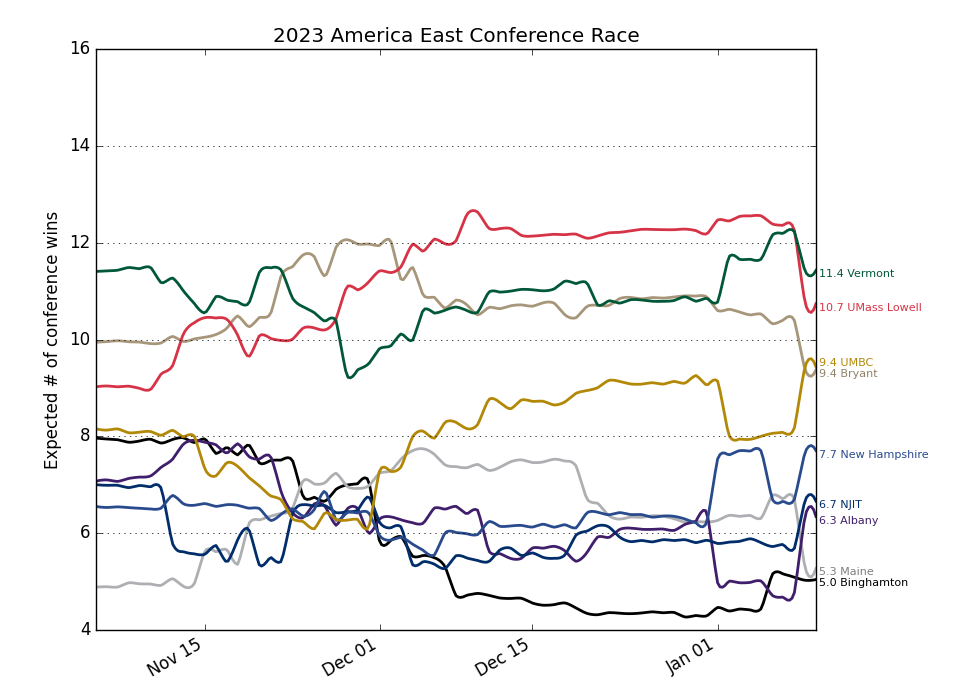 2023 America East Conference Race
Expected # of conference wins
16
14
12
10
8
6
4
Nov 15
Dec 01
Dec 15
Jan 01
11.4 Vermont
10.7 UMass Lowell
9.4 UMBC
9.4 Bryant
7.7 New Hampshire
6.7 NJIT
6.3 Albany
5.3 Maine
5.0 Binghamton